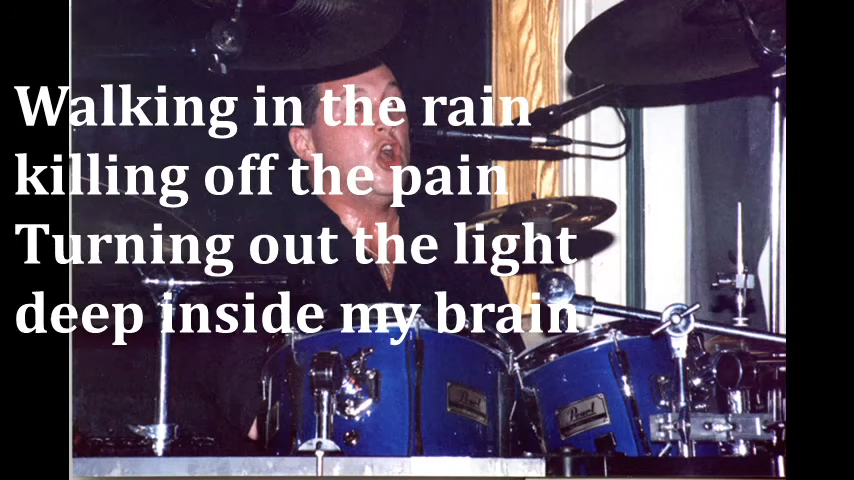 Walking in the rain
killing off the pain
Turning out the light
deep inside my brain
Pearl
Pearl